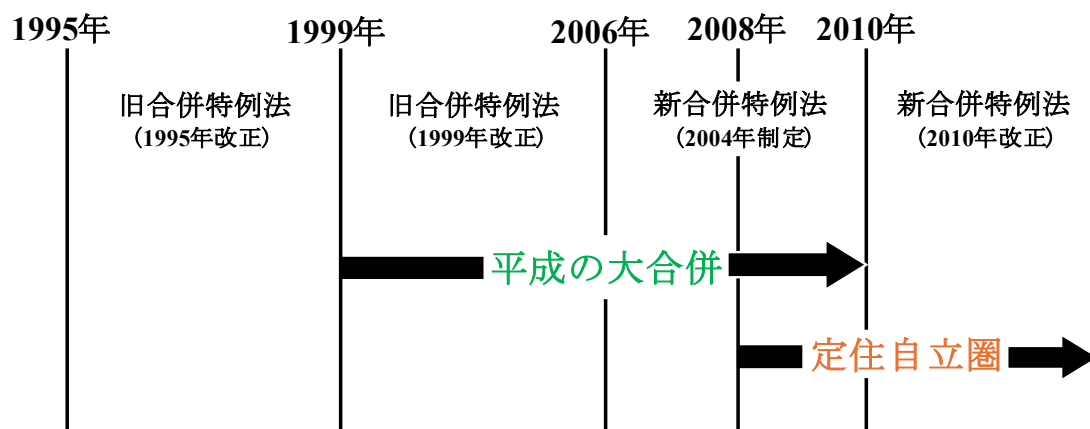 1995年 1999年 2006年 2008年 2010年
旧合併特例法 旧合併特例法 新合併特例法 新合併特例法
(1995年改正) (1999年改正) (2004年制定) (2010年改正)
平成の大合併
定住自立圏